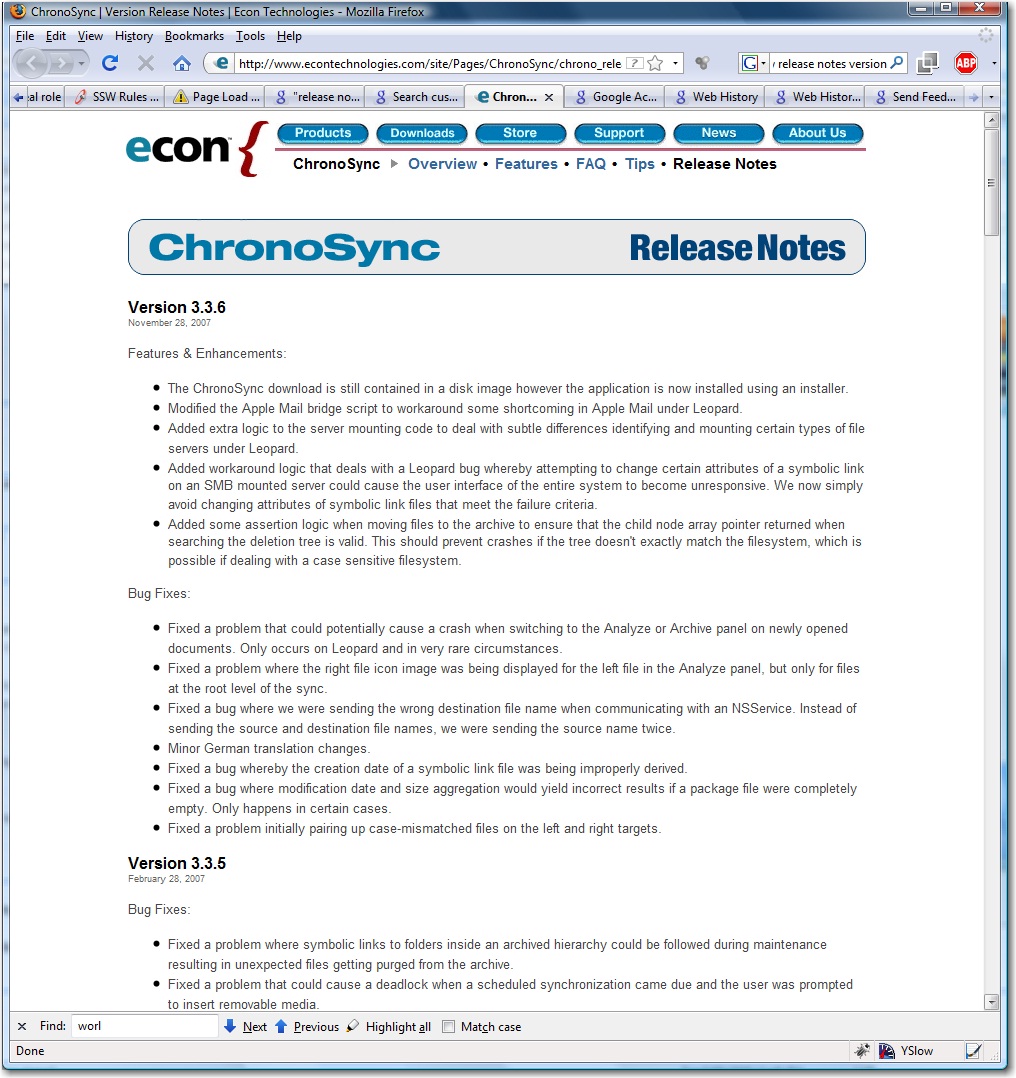 ChronoSync | Version Release Notes | Econ Technologies - Mozilla Firefox
File Edit View History Bookmarks Tools Help
http://www.econtechnologies.com/site/Pages/ChronoSync/chrono_rele ? G release notes version ABP
al role SSW Rules ... Page Load ... "release no... Search cus... Chron... Google Ac... Web History Web Histor... Send Feed...
econ™ Products Downloads Store Support News About Us
ChronoSync Overview • Features • FAQ • Tips • Release Notes
ChronoSync Release Notes
Version 3.3.6
November 28, 2007
Features & Enhancements:
• The ChronoSync download is still contained in a disk image however the application is now installed using an installer.
• Modified the Apple Mail bridge script to workaround some shortcoming in Apple Mail under Leopard.
• Added extra logic to the server mounting code to deal with subtle differences identifying and mounting certain types of file
servers under Leopard.
• Added workaround logic that deals with a Leopard bug whereby attempting to change certain attributes of a symbolic link
on an SMB mounted server could cause the user interface of the entire system to become unresponsive. We now simply
avoid changing attributes of symbolic link files that meet the failure criteria.
• Added some assertion logic when moving files to the archive to ensure that the child node array pointer returned when
searching the deletion tree is valid. This should prevent crashes if the tree doesn't exactly match the filesystem, which is
possible if dealing with a case sensitive filesystem.
Bug Fixes:
• Fixed a problem that could potentially cause a crash when switching to the Analyze or Archive panel on newly opened
documents. Only occurs on Leopard and in very rare circumstances.
• Fixed a problem where the right file icon image was being displayed for the left file in the Analyze panel, but only for files
at the root level of the sync.
• Fixed a bug where we were sending the wrong destination file name when communicating with an NSService. Instead of
sending the source and destination file names, we were sending the source name twice.
• Minor German translation changes.
• Fixed a bug whereby the creation date of a symbolic link file was being improperly derived.
• Fixed a bug where modification date and size aggregation would yield incorrect results if a package file were completely
empty. Only happens in certain cases.
• Fixed a problem initially pairing up case-mismatched files on the left and right targets.
Version 3.3.5
February 28, 2007
Bug Fixes:
• Fixed a problem where symbolic links to folders inside an archived hierarchy could be followed during maintenance
resulting in unexpected files getting purged from the archive.
• Fixed a problem that could cause a deadlock when a scheduled synchronization came due and the user was prompted
to insert removable media.
Find: worl Next Previous Highlight all Match case
Done YSlow